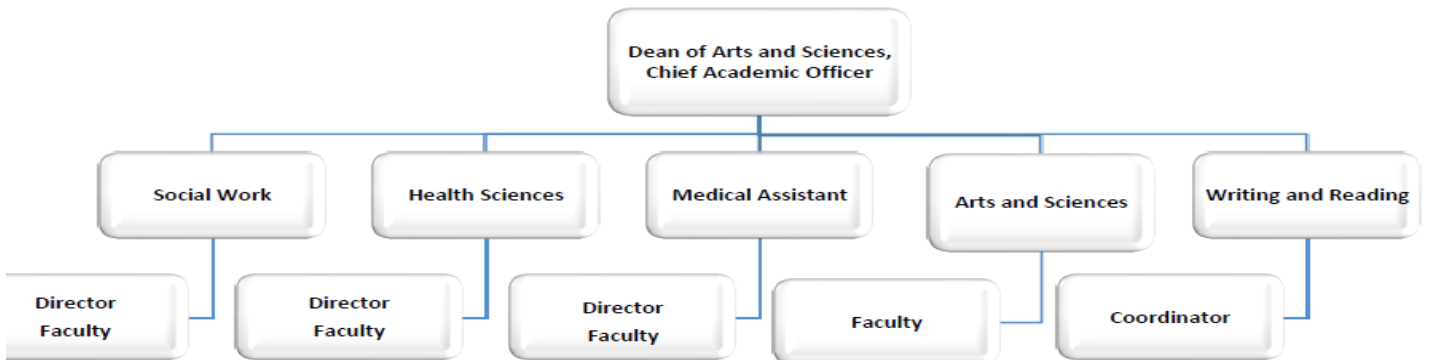 Dean of Arts and Sciences,
Chief Academic Officer
Social Work
Health Sciences
Medical Assistant
Arts and Sciences
Writing and Reading
Director
Faculty
Director
Faculty
Director
Faculty
Faculty
Coordinator